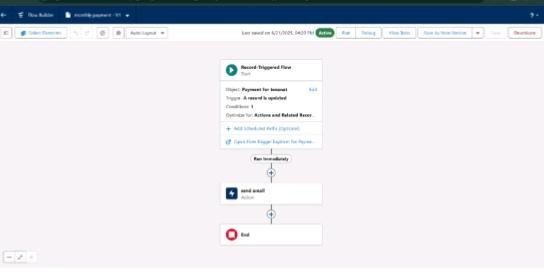 Flow Builder
monthly payment - V1
?
Select Elements
Auto-Layout
Last saved on 6/21/2025, 04:20 PM
Active
Run
Debug
View Tests
Save As New Version
Save
Deactivate
Record-Triggered Flow
Start
Object: Payment for tenanat
Edit
Trigger: A record is updated
Conditions: 1
Optimize for: Actions and Related Recor...
+ Add Scheduled Paths (Optional)
Open Flow Trigger Explorer for Payme...
Run Immediately
send email
Action
End